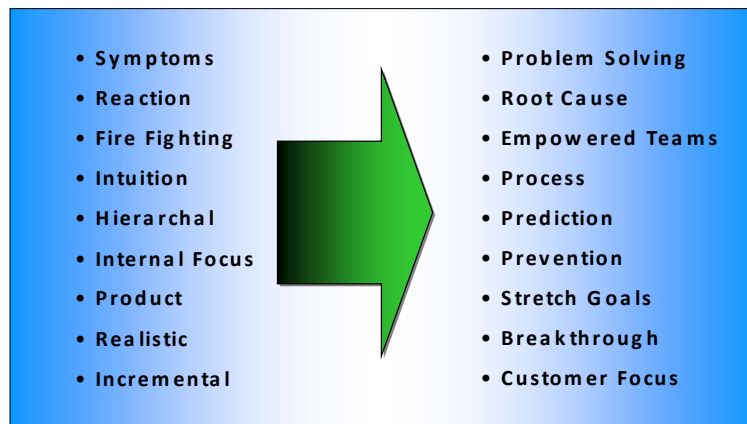 • Symptoms
• Reaction
• Fire Fighting
• Intuition
• Hierarchal
• Internal Focus
• Product
• Realistic
• Incremental
• Problem Solving
• Root Cause
• Empowered Teams
• Process
• Prediction
• Prevention
• Stretch Goals
• Breakthrough
• Customer Focus